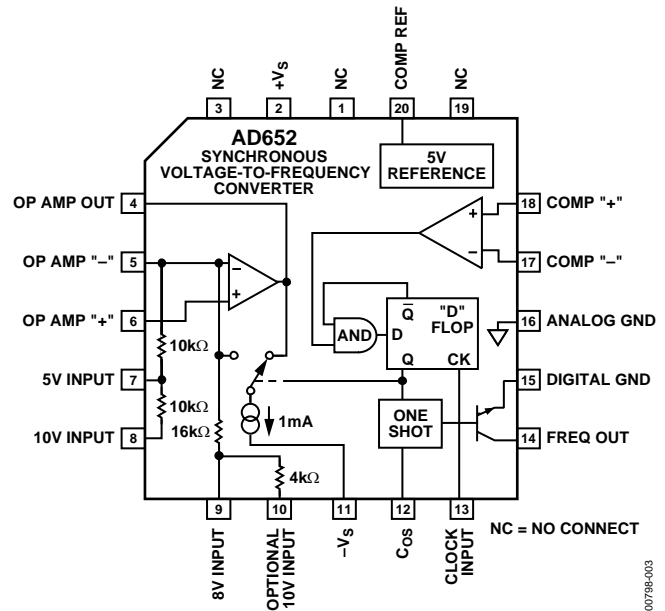 NC
+VS
NC
COMP REF
NC
3
2
1
20
19
AD652
SYNCHRONOUS
VOLTAGE-TO-FREQUENCY
CONVERTER
5V
REFERENCE
OP AMP OUT 4
18 COMP "+"
+
–
OP AMP "–" 5
17 COMP "–"
–
+
OP AMP "+" 6
Q "D"
FLOP
16 ANALOG GND
AND
D
10kΩ
Q CK
5V INPUT 7
15 DIGITAL GND
10kΩ
ONE
SHOT
10V INPUT 8
16kΩ
1mA
14 FREQ OUT
4kΩ
9
10
11
12
13
NC = NO CONNECT
8V INPUT
OPTIONAL
10V INPUT
–VS
COS
CLOCK
INPUT
00798-003